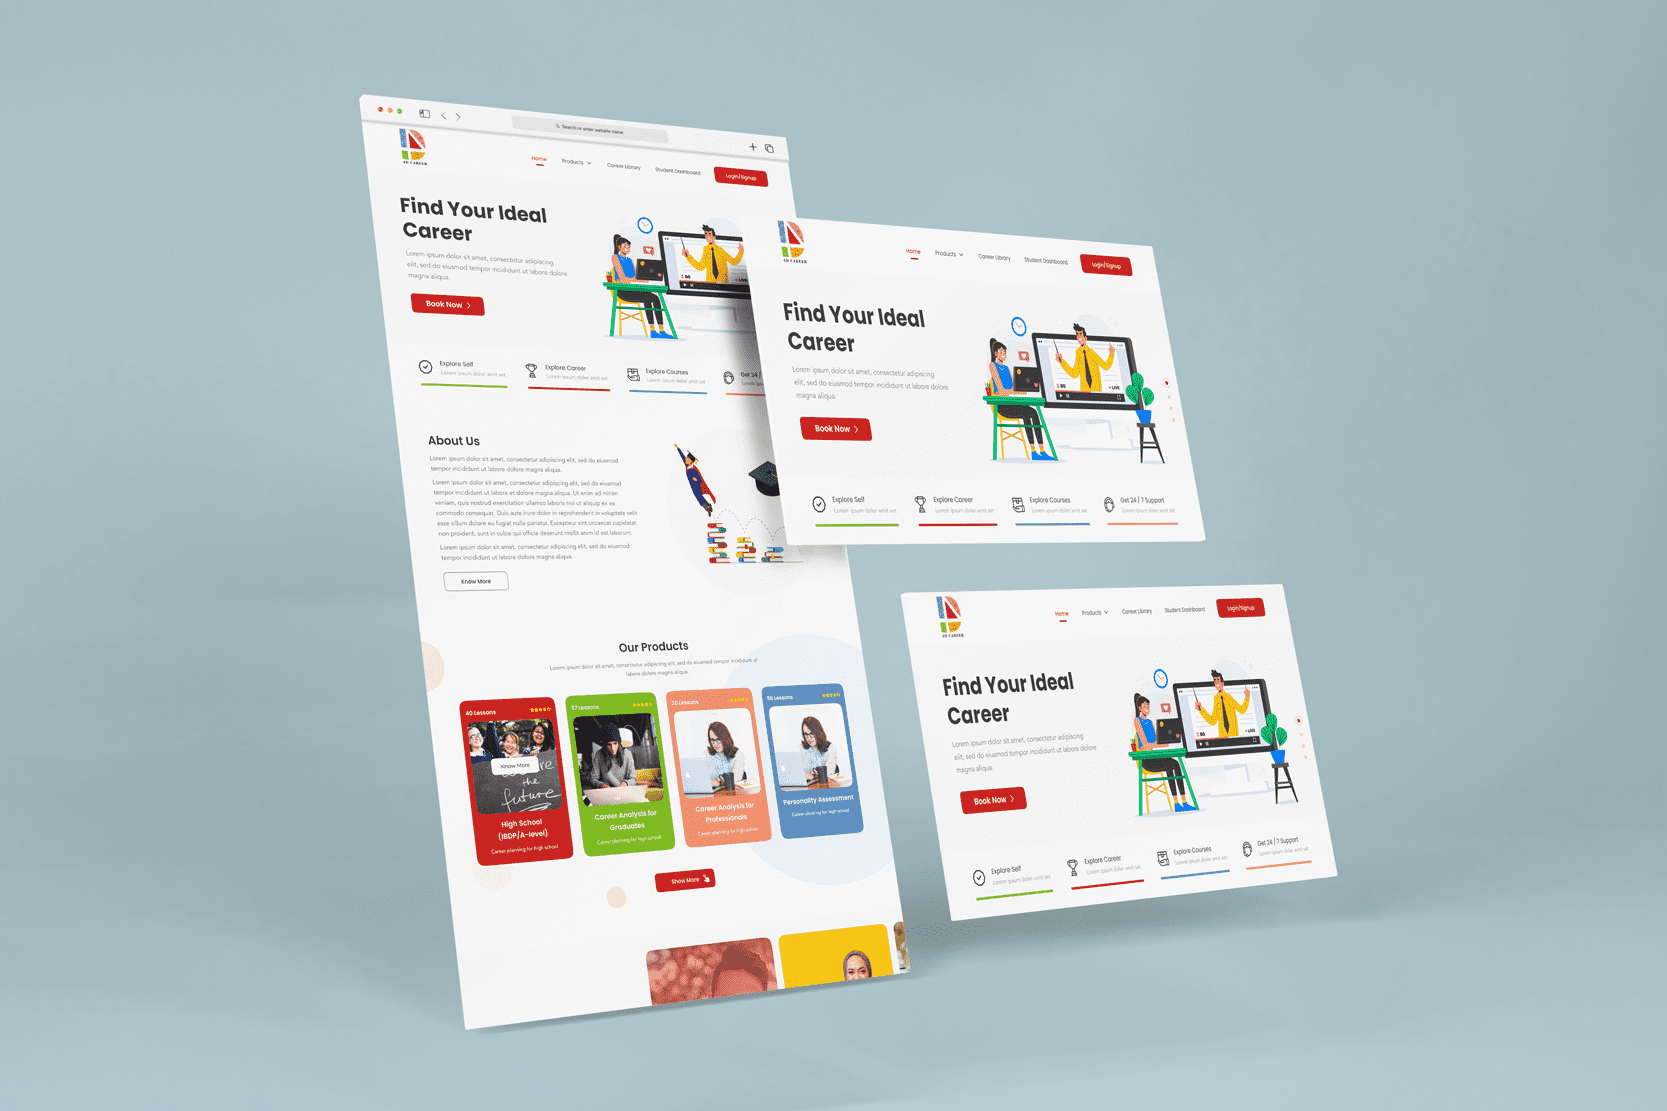 Search or enter website name
4D CAREER
Home
Products
Career Library
Student Dashboard
Login/Signup
Find Your Ideal
Career
Lorem ipsum dolor sit amet, consectetur adipiscing
elit, sed do eiusmod tempor incididunt ut labore dolore
magna aliqua.
Book Now
Explore Self
Lorem ipsum dolor amit set
Explore Career
Lorem ipsum dolor amit set
Explore Courses
Lorem ipsum dolor amit set
Get 24 /
Lorem ipsum
LIVE
About Us
Lorem ipsum dolor sit amet, consectetur adipiscing elit, sed do eiusmod
tempor incididunt ut labore dolore magna aliqua.
Lorem ipsum dolor sit amet, consectetur adipiscing elit, sed do eiusmod
tempor incididunt ut labore et dolore magna aliqua. Ut enim ad minim
veniam, quis nostrud exercitation ullamco laboris nisi ut aliquip ex ea
commodo consequat. Duis aute irure dolor in reprehenderit in voluptate velit
esse cillum dolore eu fugiat nulla pariatur. Excepteur sint occaecat cupidatat
non proident, sunt in culpa qui officia deserunt mollit anim id est laborum.
Lorem ipsum dolor sit amet, consectetur adipiscing elit, sed do eiusmod
tempor incididunt ut labore dolore magna aliqua.
Know More
Our Products
Lorem ipsum dolor sit amet, consectetur adipiscing elit, sed do eiusmod tempor incididunt ut
labore dolore magna aliqua.
40 Lessons
Know More
the
future
High School
(IBDP/A-level)
Career planning for high school
37 Lessons
Career Analysis for
Graduates
Career planning for high school
20 Lessons
Career Analysis for
Professionals
Career planning for high school
50 Lessons
Personality Assessment
Career planning for high school
Show More
4D CAREER
Home
Products
Career Library
Student Dashboard
Login/Signup
Find Your Ideal
Career
Lorem ipsum dolor sit amet, consectetur adipiscing
elit, sed do eiusmod tempor incididunt ut labore dolore
magna aliqua.
Book Now
LIVE
Explore Self
Lorem ipsum dolor amit set
Explore Career
Lorem ipsum dolor amit set
Explore Courses
Lorem ipsum dolor amit set
Get 24 / 7 Support
Lorem ipsum dolor amit set
4D CAREER
Home
Products
Career Library
Student Dashboard
Login/Signup
Find Your Ideal
Career
Lorem ipsum dolor sit amet, consectetur adipiscing
elit, sed do eiusmod tempor incididunt ut labore dolore
magna aliqua.
Book Now
LIVE
Explore Self
Lorem ipsum dolor amit set
Explore Career
Lorem ipsum dolor amit set
Explore Courses
Lorem ipsum dolor amit set
Get 24 / 7 Support
Lorem ipsum dolor amit set